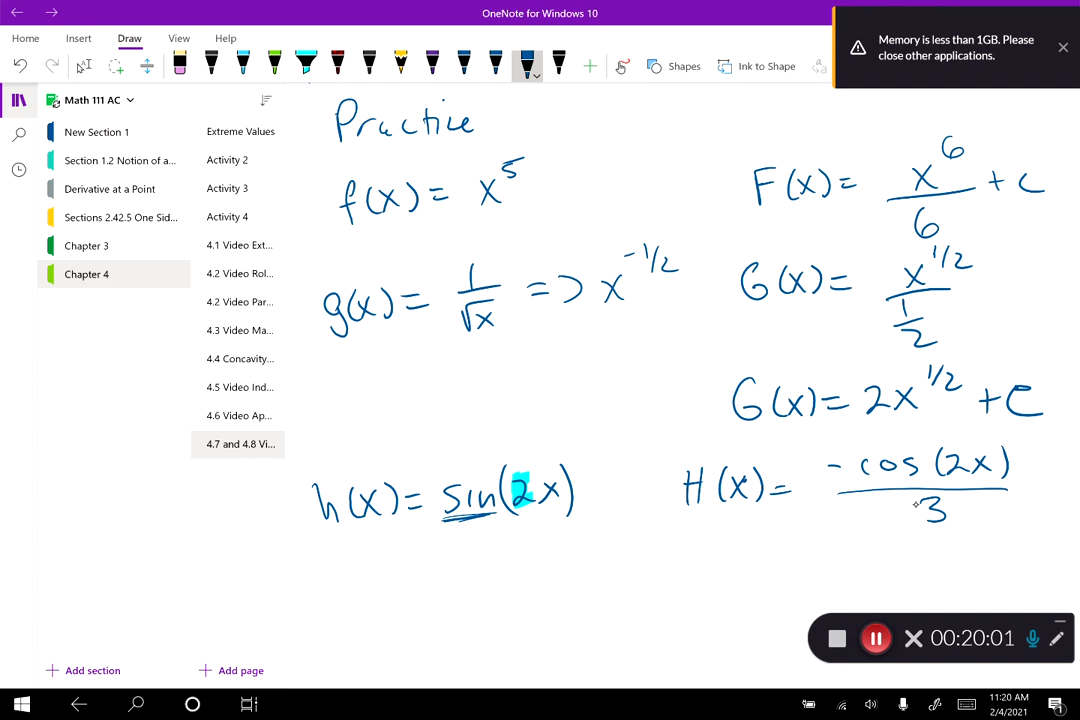 OneNote for Windows 10
Home Insert Draw View Help
Memory is less than 1GB. Please
close other applications.
Shapes
Ink to Shape
Math 111 AC
New Section 1
Section 1.2 Notion of a...
Derivative at a Point
Sections 2.42.5 One Sid...
Chapter 3
Chapter 4
Extreme Values
Activity 2
Activity 3
Activity 4
4.1 Video Ext...
4.2 Video Rol...
4.2 Video Par...
4.3 Video Ma...
4.4 Concavity...
4.5 Video Ind...
4.6 Video Ap...
4.7 and 4.8 Vi...
Practice
f(x) = x^5 F(x) = x^6/6 + C
g(x) = 1/√x => x^-1/2 G(x) = x^1/2/(1/2)
G(x) = 2x^1/2 + C
h(x) = sin(2x) H(x) = -cos(2x)/3
00:20:01
Add section
Add page
11:20 AM
2/4/2021
1